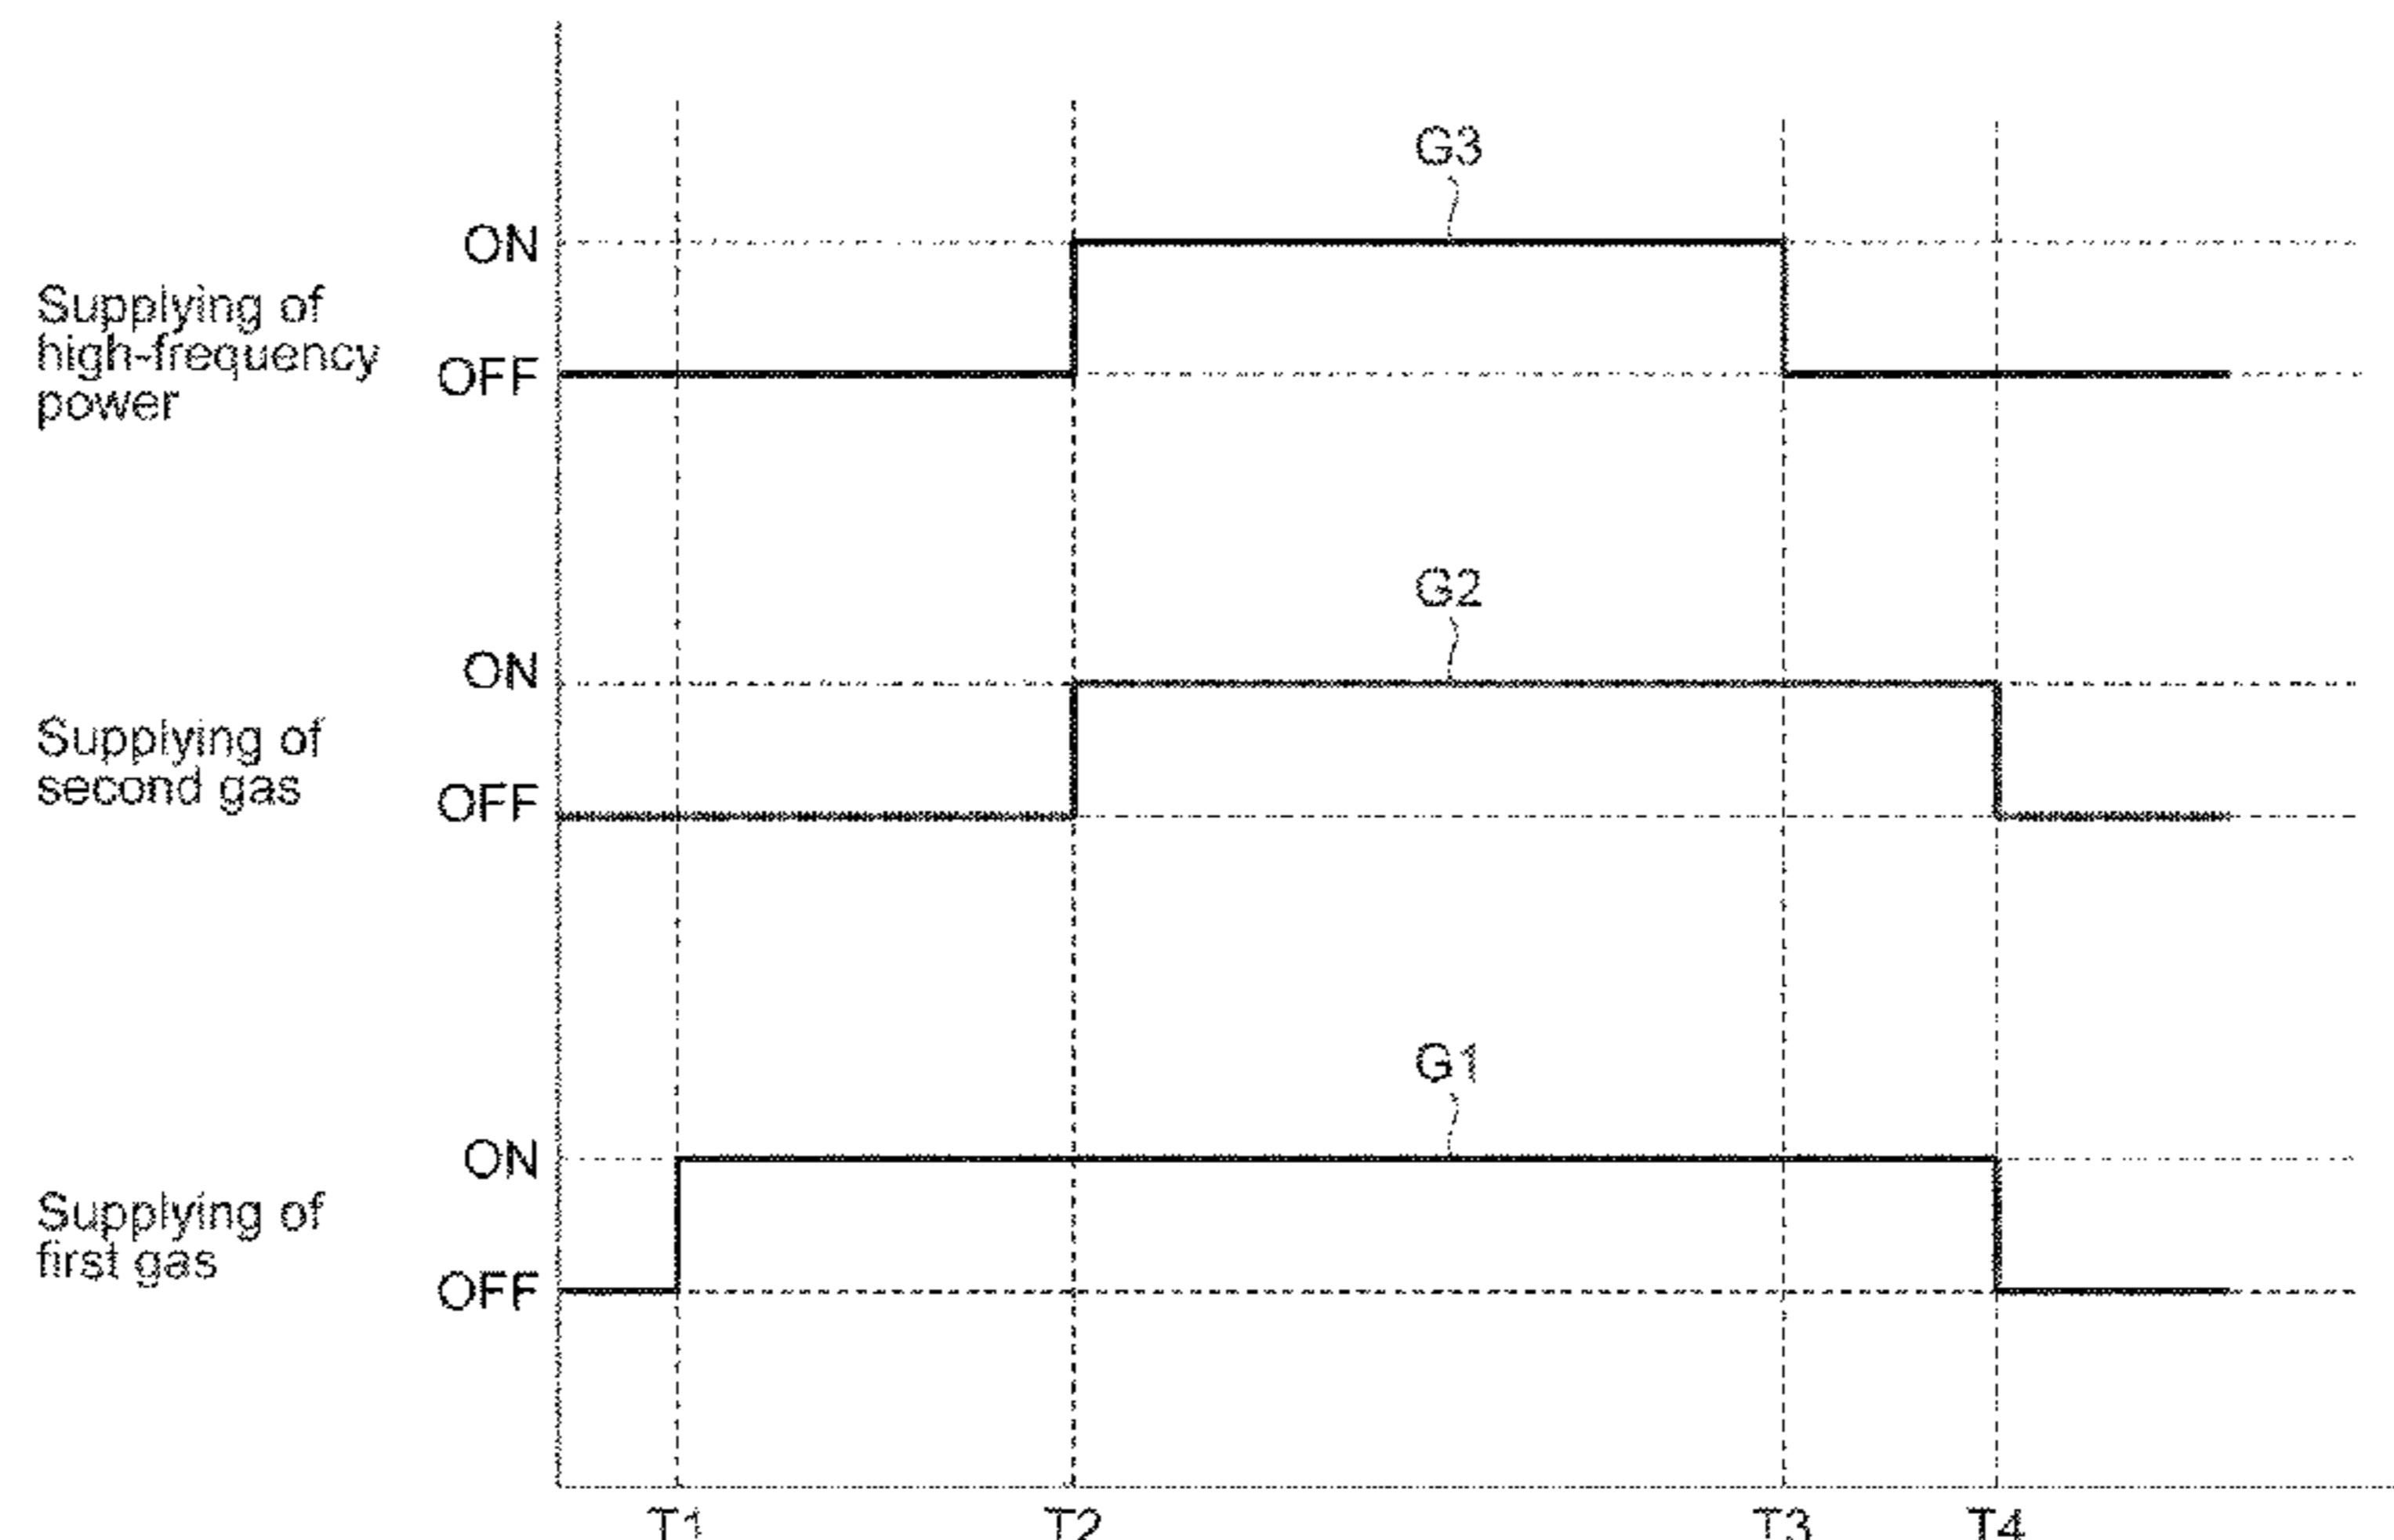 G3
ON
Supplying of
high-frequency
power
OFF
G2
ON
Supplying of
second gas
OFF
G1
ON
Supplying of
first gas
OFF
T1 T2 T3 T4